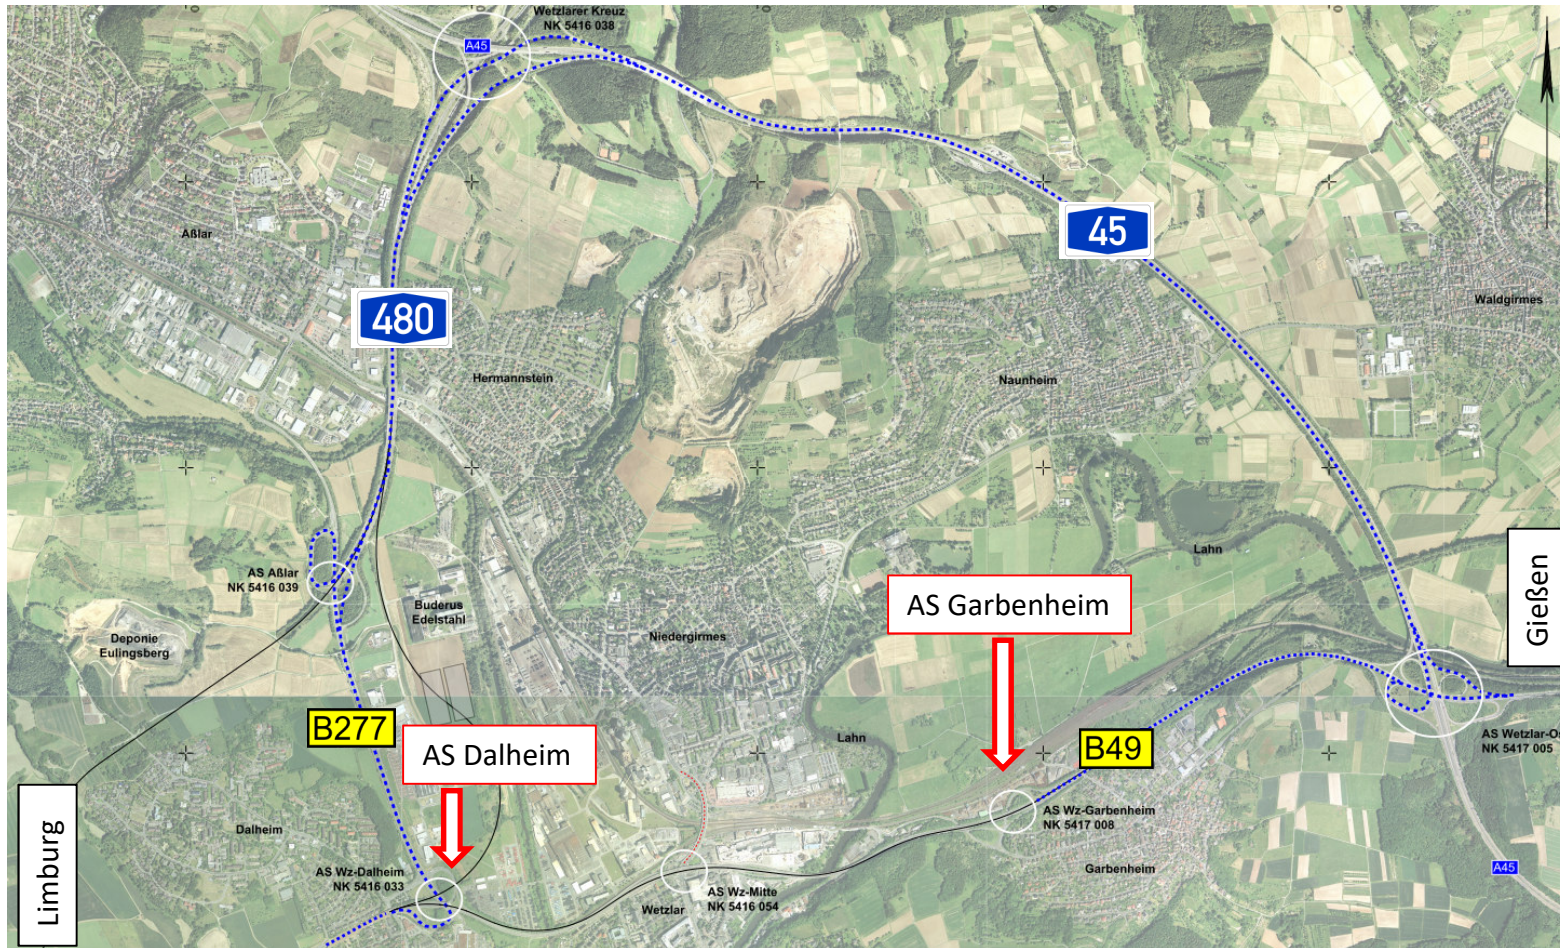 Wetzlarer Kreuz
NK 5416 038
A45
Aßlar
45
480
Waldgirmes
Hermannstein
Naunheim
Lahn
AS Aßlar
NK 5416 039
Buderus
Edelstahl
AS Garbenheim
Gießen
Deponie
Eulingsberg
Niedergirmes
B277
AS Dalheim
Lahn
B49
AS Wetzlar-Os
NK 5417 005
Limburg
Dalheim
AS Wz-Garbenheim
NK 5417 008
AS Wz-Dalheim
NK 5416 033
Garbenheim
A45
AS Wz-Mitte
NK 5416 054
Wetzlar